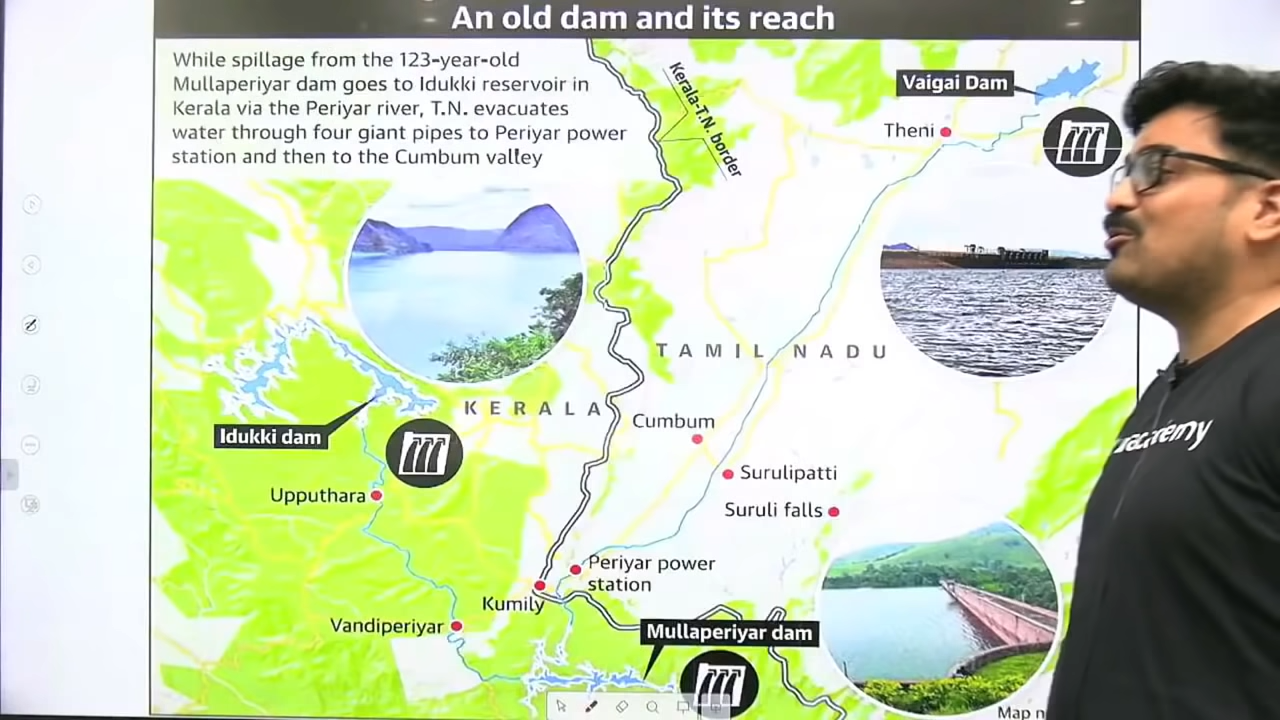 An old dam and its reach
While spillage from the 123-year-old
Mullaperiyar dam goes to Idukki reservoir in
Kerala via the Periyar river, T.N. evacuates
water through four giant pipes to Periyar power
station and then to the Cumbum valley
Kerala-T.N. border
Vaigai Dam
Theni
TAMIL NADU
KERALA
Cumbum
Idukki dam
Surulipatti
Upputhara
Suruli falls
Periyar power
station
Kumily
Vandiperiyar
Mullaperiyar dam
Map